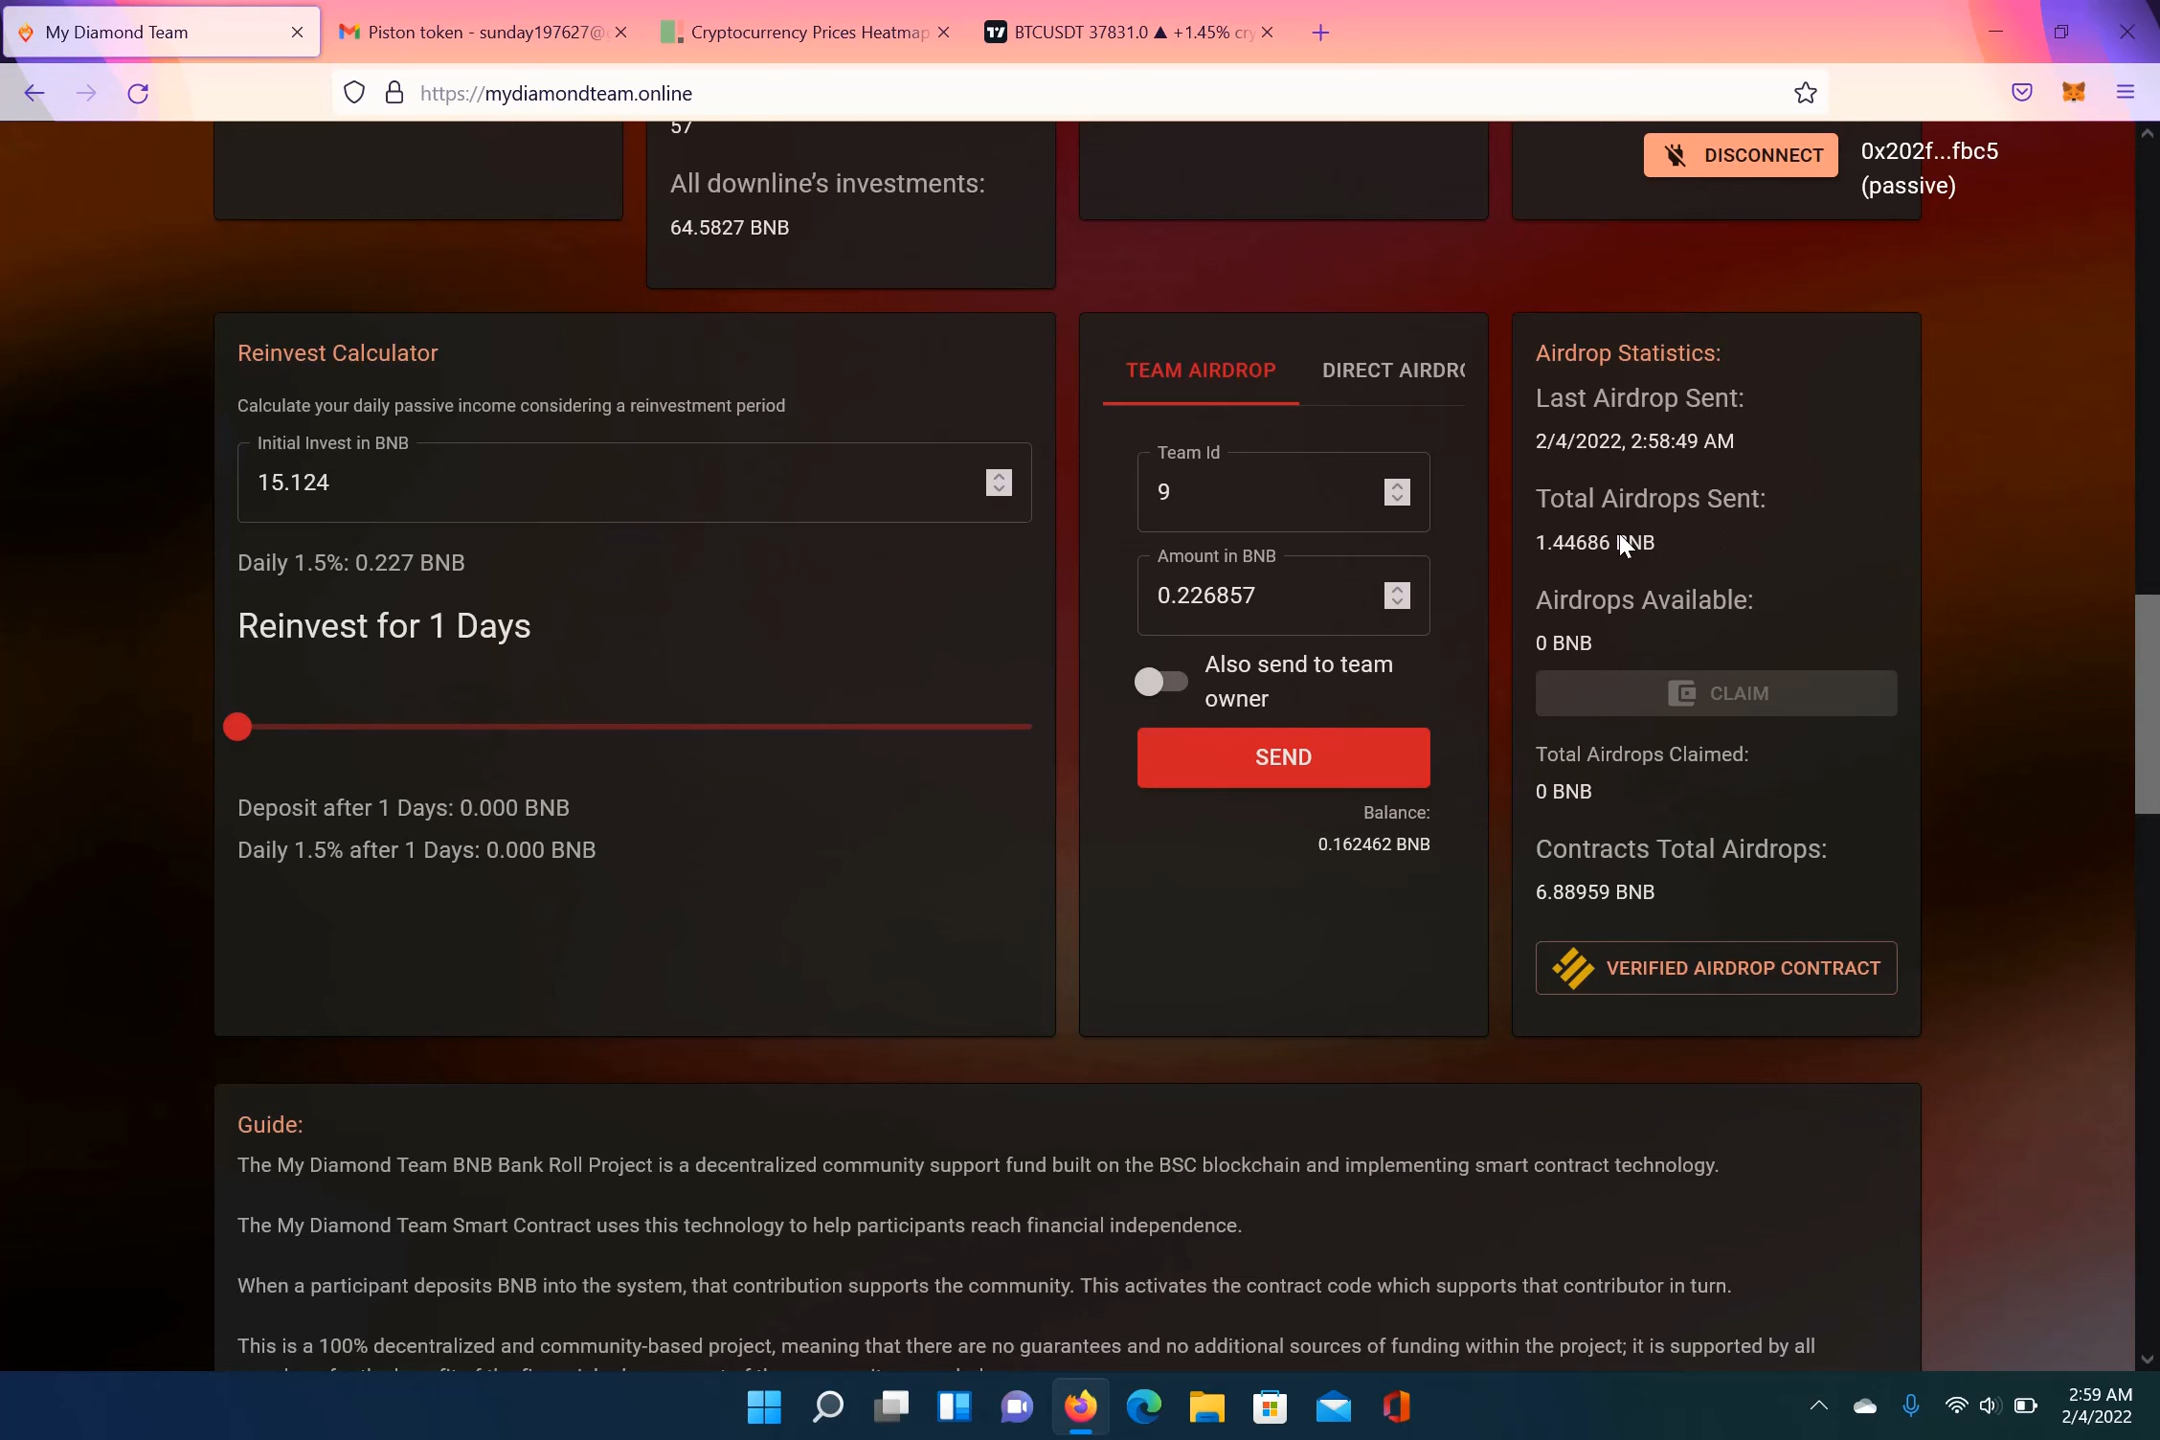 My Diamond Team
Piston token - sunday197627@
Cryptocurrency Prices Heatmap
BTCUSDT 37831.0 ▲ +1.45% cry
https://mydiamondteam.online
57
All downline's investments:
64.5827 BNB
DISCONNECT
0x202f...fbc5
(passive)
Reinvest Calculator
Calculate your daily passive income considering a reinvestment period
Initial Invest in BNB
15.124
Daily 1.5%: 0.227 BNB
Reinvest for 1 Days
Deposit after 1 Days: 0.000 BNB
Daily 1.5% after 1 Days: 0.000 BNB
TEAM AIRDROP
DIRECT AIRDRO
Team Id
9
Amount in BNB
0.226857
Also send to team
owner
SEND
Balance:
0.162462 BNB
Airdrop Statistics:
Last Airdrop Sent:
2/4/2022, 2:58:49 AM
Total Airdrops Sent:
1.44686 BNB
Airdrops Available:
0 BNB
CLAIM
Total Airdrops Claimed:
0 BNB
Contracts Total Airdrops:
6.88959 BNB
VERIFIED AIRDROP CONTRACT
Guide:
The My Diamond Team BNB Bank Roll Project is a decentralized community support fund built on the BSC blockchain and implementing smart contract technology.
The My Diamond Team Smart Contract uses this technology to help participants reach financial independence.
When a participant deposits BNB into the system, that contribution supports the community. This activates the contract code which supports that contributor in turn.
This is a 100% decentralized and community-based project, meaning that there are no guarantees and no additional sources of funding within the project; it is supported by all
2:59 AM
2/4/2022